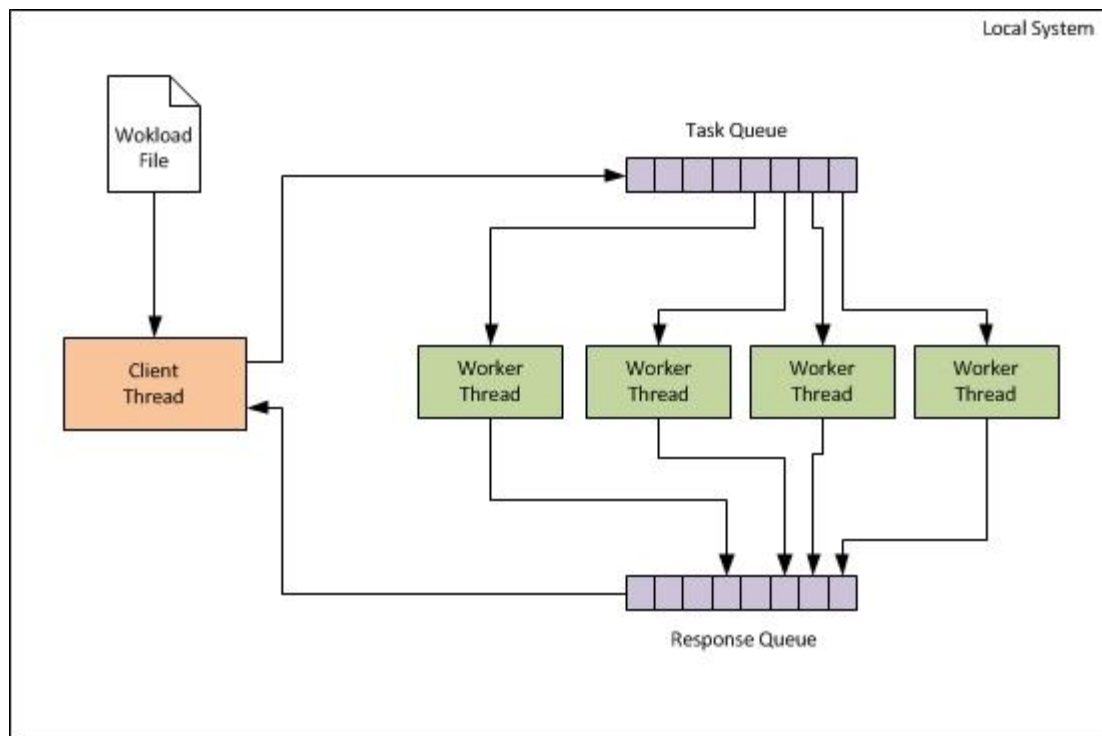 Local System
Wokload
File
Task Queue
Client
Thread
Worker
Thread
Worker
Thread
Worker
Thread
Worker
Thread
Response Queue